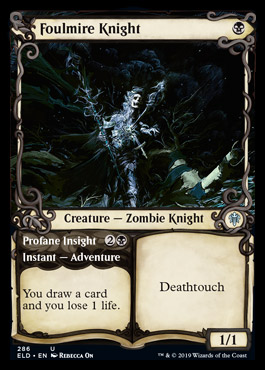 Foulmire Knight
Creature — Zombie Knight
Profane Insight 2
Instant — Adventure
You draw a card
and you lose 1 life.
Deathtouch
1/1
286 U
ELD • EN Rebecca On
™ & © 2019 Wizards of the Coast